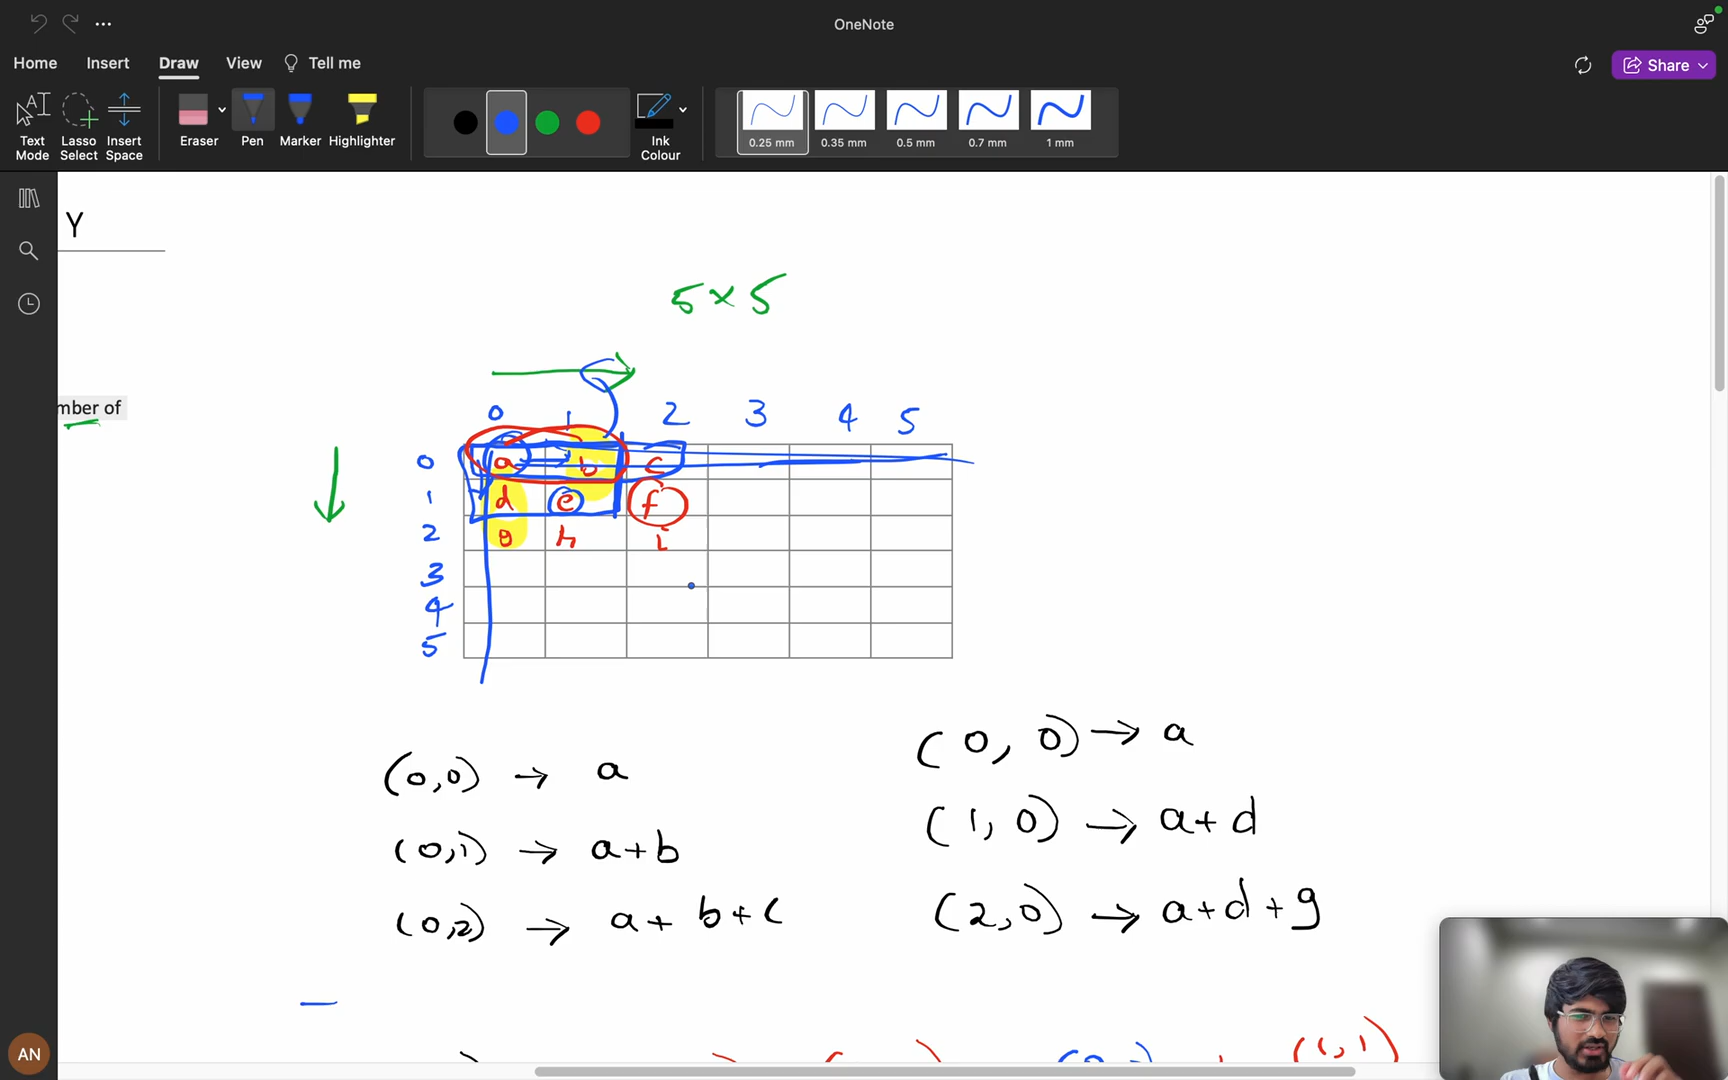 OneNote
Home Insert Draw View Tell me
Share
Text Mode
Lasso Select
Insert Space
Eraser
Pen
Marker
Highlighter
Ink Colour
0.25 mm
0.35 mm
0.5 mm
0.7 mm
1 mm
Y
5 × 5
mber of
0 1 2 3 4 5
0 a b c
1 d e f
2 g h i
3
4
5
(0,0) → a
(0,1) → a+b
(0,2) → a + b + c
(0, 0) → a
(1, 0) → a+ d
(2,0) → a+d + g
(1,1)
AN